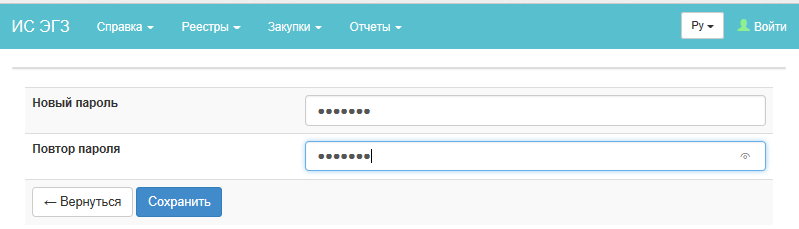 ИС ЭГЗ Справка Реестры Закупки Отчеты Ру Войти
Новый пароль •••••••
Повтор пароля •••••••
← Вернуться Сохранить